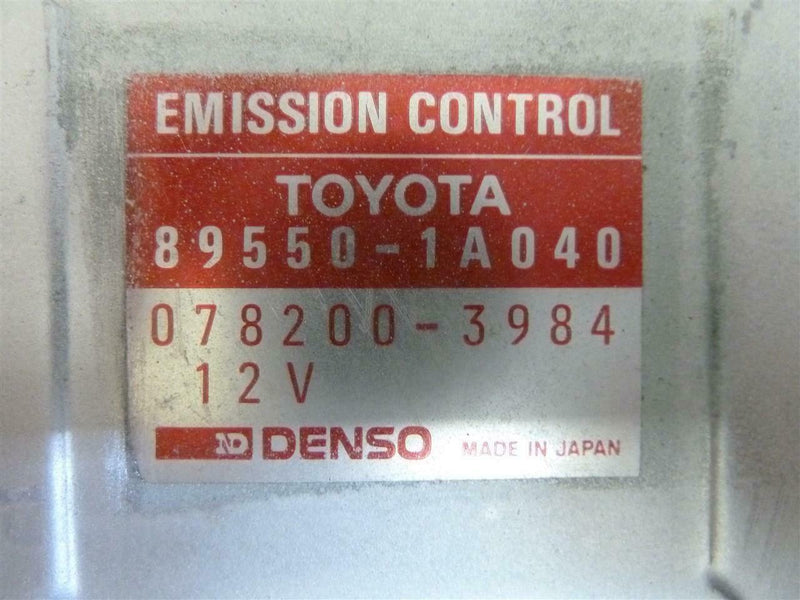 EMISSION CONTROL
TOYOTA
89550-1A040
078200-3984
12V
ND DENSO MADE IN JAPAN